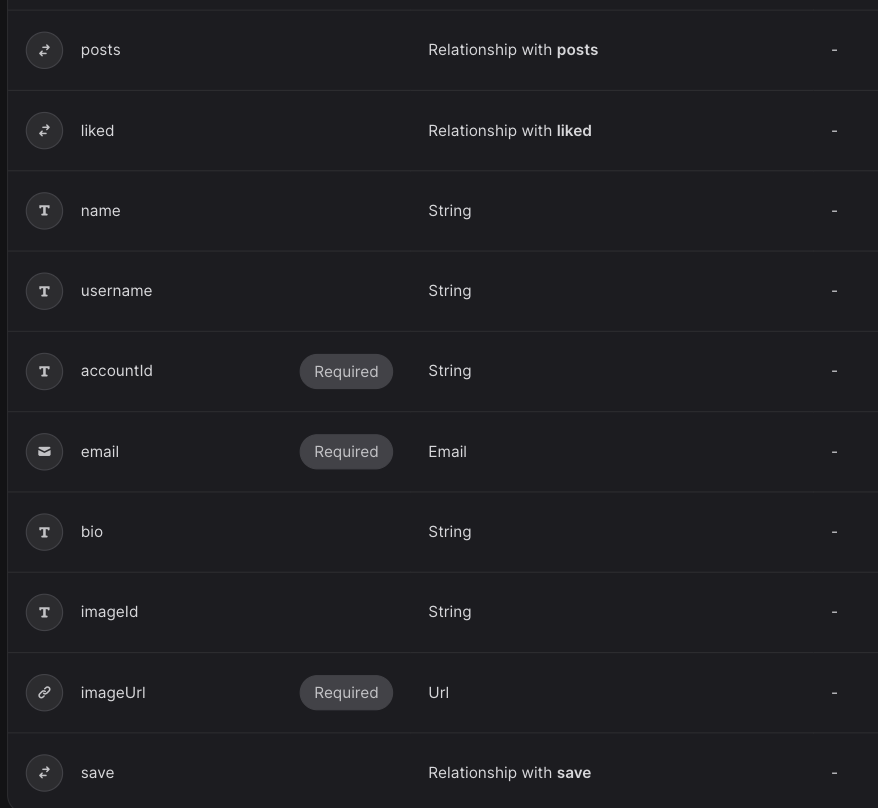 posts Relationship with posts -
liked Relationship with liked -
name String -
username String -
accountId Required String -
email Required Email -
bio String -
imageId String -
imageUrl Required Url -
save Relationship with save -